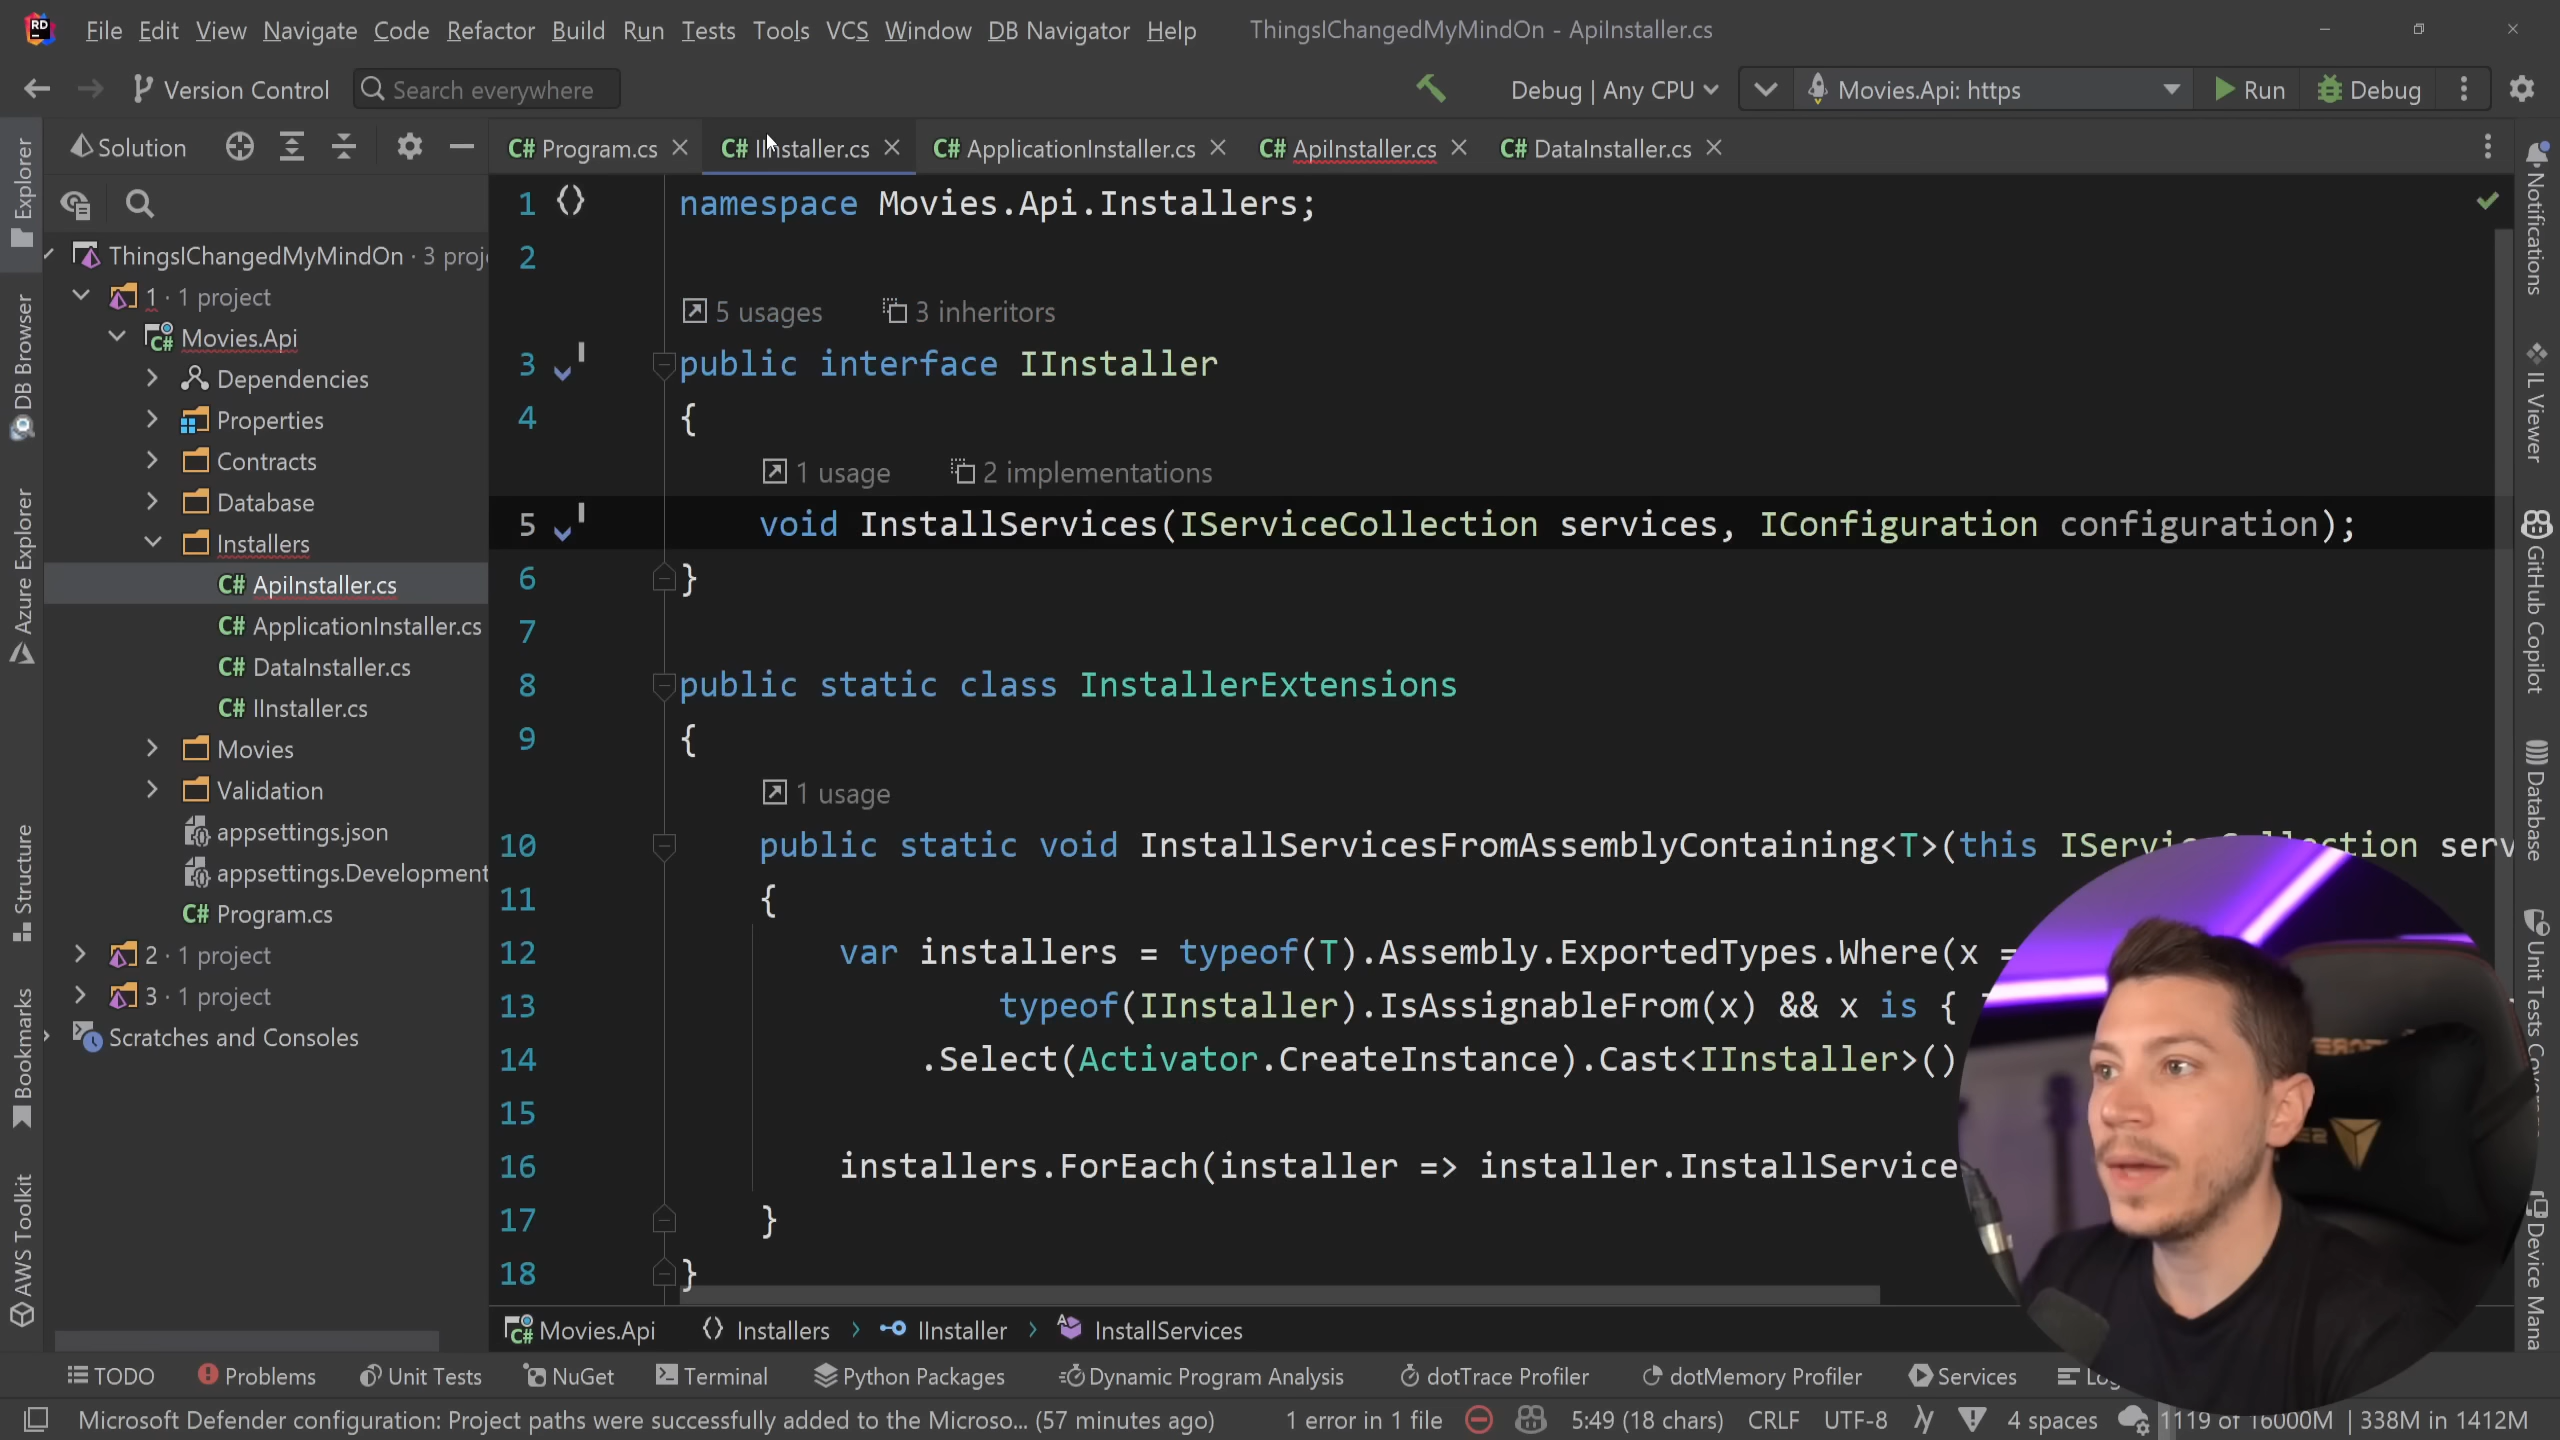 File Edit View Navigate Code Refactor Build Run Tests Tools VCS Window DB Navigator Help ThingsIChangedMyMindOn - ApiInstaller.cs
Version Control Search everywhere Debug | Any CPU Movies.Api: https Run Debug
Solution
Program.cs IInstaller.cs ApplicationInstaller.cs ApiInstaller.cs DataInstaller.cs
Explorer
DB Browser
Azure Explorer
Structure
Bookmarks
AWS Toolkit
ThingsIChangedMyMindOn · 3 proj
1 · 1 project
Movies.Api
Dependencies
Properties
Contracts
Database
Installers
C# ApiInstaller.cs
C# ApplicationInstaller.cs
C# DataInstaller.cs
C# IInstaller.cs
Movies
Validation
appsettings.json
appsettings.Development
C# Program.cs
2 · 1 project
3 · 1 project
Scratches and Consoles
1 namespace Movies.Api.Installers;
2
5 usages 3 inheritors
3 public interface IInstaller
4 {
1 usage 2 implementations
5 void InstallServices(IServiceCollection services, IConfiguration configuration);
6 }
7
8 public static class InstallerExtensions
9 {
1 usage
10 public static void InstallServicesFromAssemblyContaining<T>(this IServiceCollection serv
11 {
12 var installers = typeof(T).Assembly.ExportedTypes.Where(x =
13 typeof(IInstaller).IsAssignableFrom(x) && x is {
14 .Select(Activator.CreateInstance).Cast<IInstaller>()
15
16 installers.ForEach(installer => installer.InstallService
17 }
18 }
Notifications
IL Viewer
GitHub Copilot
Database
Unit Tests
Device Mana
Movies.Api Installers IInstaller InstallServices
TODO Problems Unit Tests NuGet Terminal Python Packages Dynamic Program Analysis dotTrace Profiler dotMemory Profiler Services
Microsoft Defender configuration: Project paths were successfully added to the Microso... (57 minutes ago) 1 error in 1 file 5:49 (18 chars) CRLF UTF-8 4 spaces 1119 of 16000M 338M in 1412M